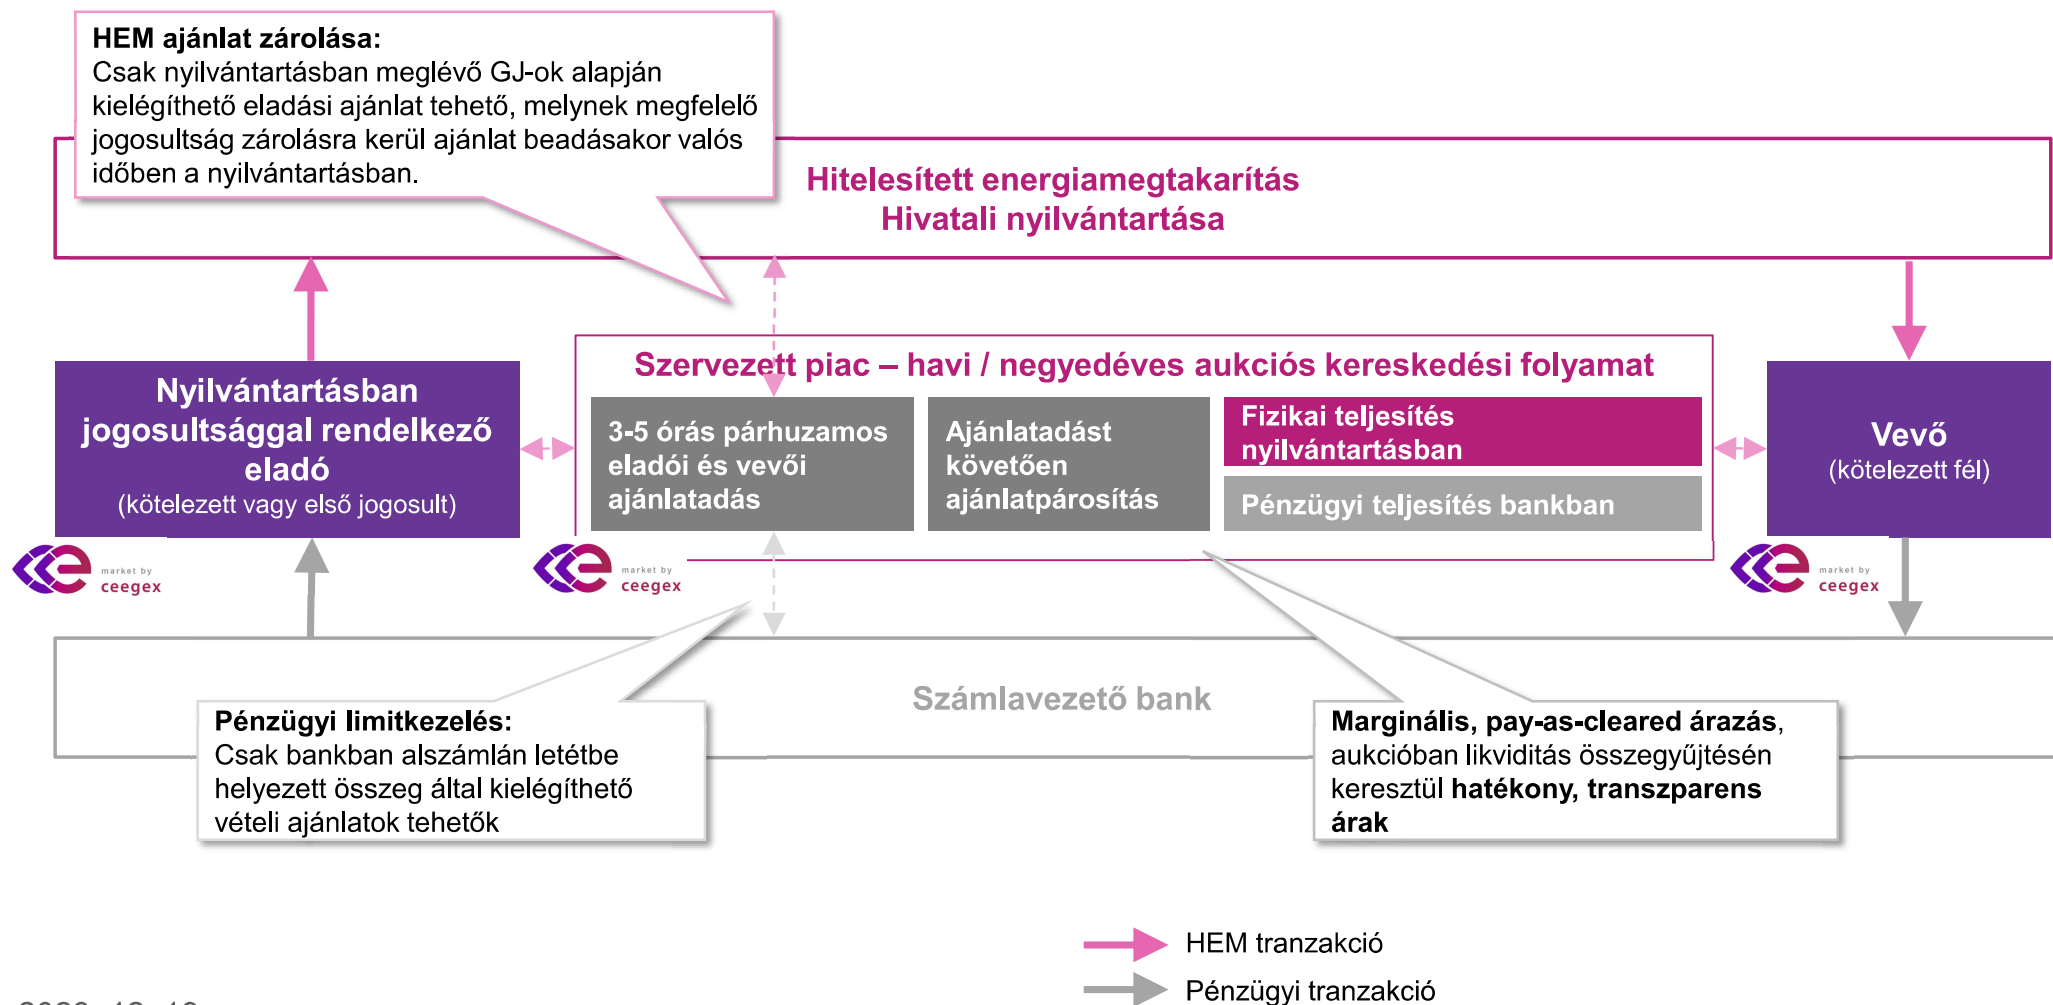 HEM ajánlat zárolása:
Csak nyilvántartásban meglévő GJ-ok alapján
kielégíthető eladási ajánlat tehető, melynek megfelelő
jogosultság zárolásra kerül ajánlat beadásakor valós
időben a nyilvántartásban.
Hitelesített energiamegtakarítás
Hivatali nyilvántartása
Nyilvántartásban
jogosultsággal rendelkező
eladó
(kötelezett vagy első jogosult)
Szervezett piac – havi / negyedéves aukciós kereskedési folyamat
3-5 órás párhuzamos
eladói és vevői
ajánlatadás
Ajánlatadást
követően
ajánlatpárosítás
Fizikai teljesítés
nyilvántartásban
Pénzügyi teljesítés bankban
Vevő
(kötelezett fél)
market by
ceegex
market by
ceegex
market by
ceegex
Számlavezető bank
Pénzügyi limitkezelés:
Csak bankban alszámlán letétbe
helyezett összeg által kielégíthető
vételi ajánlatok tehetők
Marginális, pay-as-cleared árazás,
aukcióban likviditás összegyűjtésén
keresztül hatékony, transzparens
árak
HEM tranzakció
Pénzügyi tranzakció